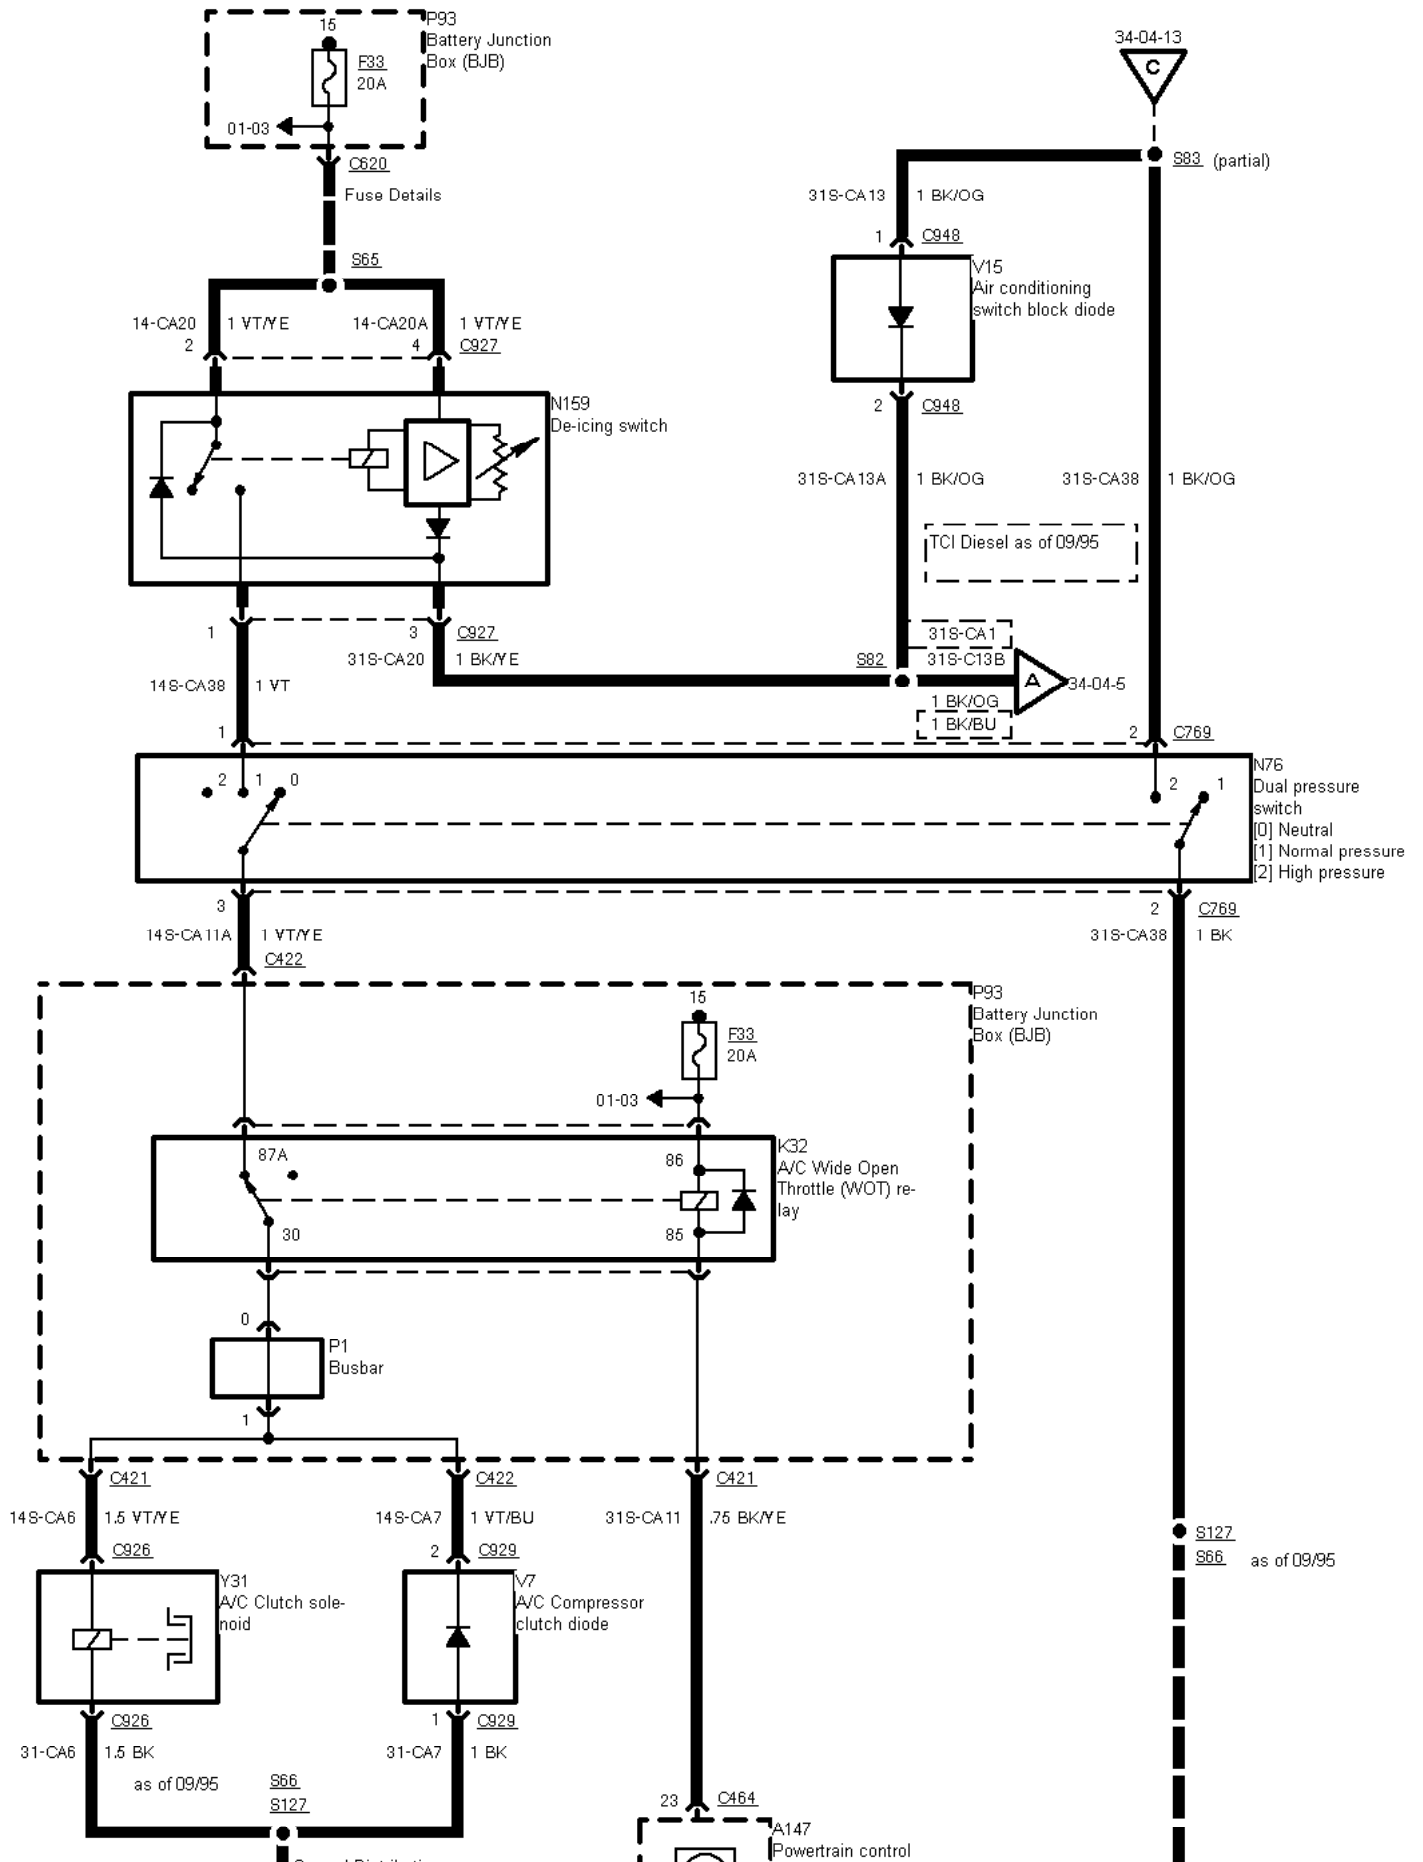 15
P93
Battery Junction
Box (BJB)
F33
20A
01-03
C620
Fuse Details
S65
14-CA20
1 VT/YE
14-CA20A
1 VT/YE
2
4
C927
N159
De-icing switch
34-04-13
C
S83 (partial)
31S-CA13
1 BK/OG
1
C948
V15
Air conditioning
switch block diode
2
C948
31S-CA13A
1 BK/OG
31S-CA38
1 BK/OG
TCI Diesel as of 09/95
1
3
C927
31S-CA20
1 BK/YE
14S-CA38
1 VT
31S-CA1
S82
31S-C13B
A
34-04-5
1 BK/OG
1 BK/BU
1
2
C769
2
1
0
2
1
N76
Dual pressure
switch
[0] Neutral
[1] Normal pressure
[2] High pressure
3
2
C769
14S-CA11A
1 VT/YE
31S-CA38
1 BK
C422
15
P93
Battery Junction
Box (BJB)
F33
20A
01-03
87A
30
86
85
K32
A/C Wide Open
Throttle (WOT) re-
lay
0
P1
Busbar
1
C421
C422
C421
14S-CA6
1.5 VT/YE
14S-CA7
1 VT/BU
31S-CA11
.75 BK/YE
C926
2
C929
S127
S66
as of 09/95
Y31
A/C Clutch sole-
noid
V7
A/C Compressor
clutch diode
C926
1
C929
31-CA6
1.5 BK
31-CA7
1 BK
as of 09/95
S66
S127
23
C464
A147
Powertrain control